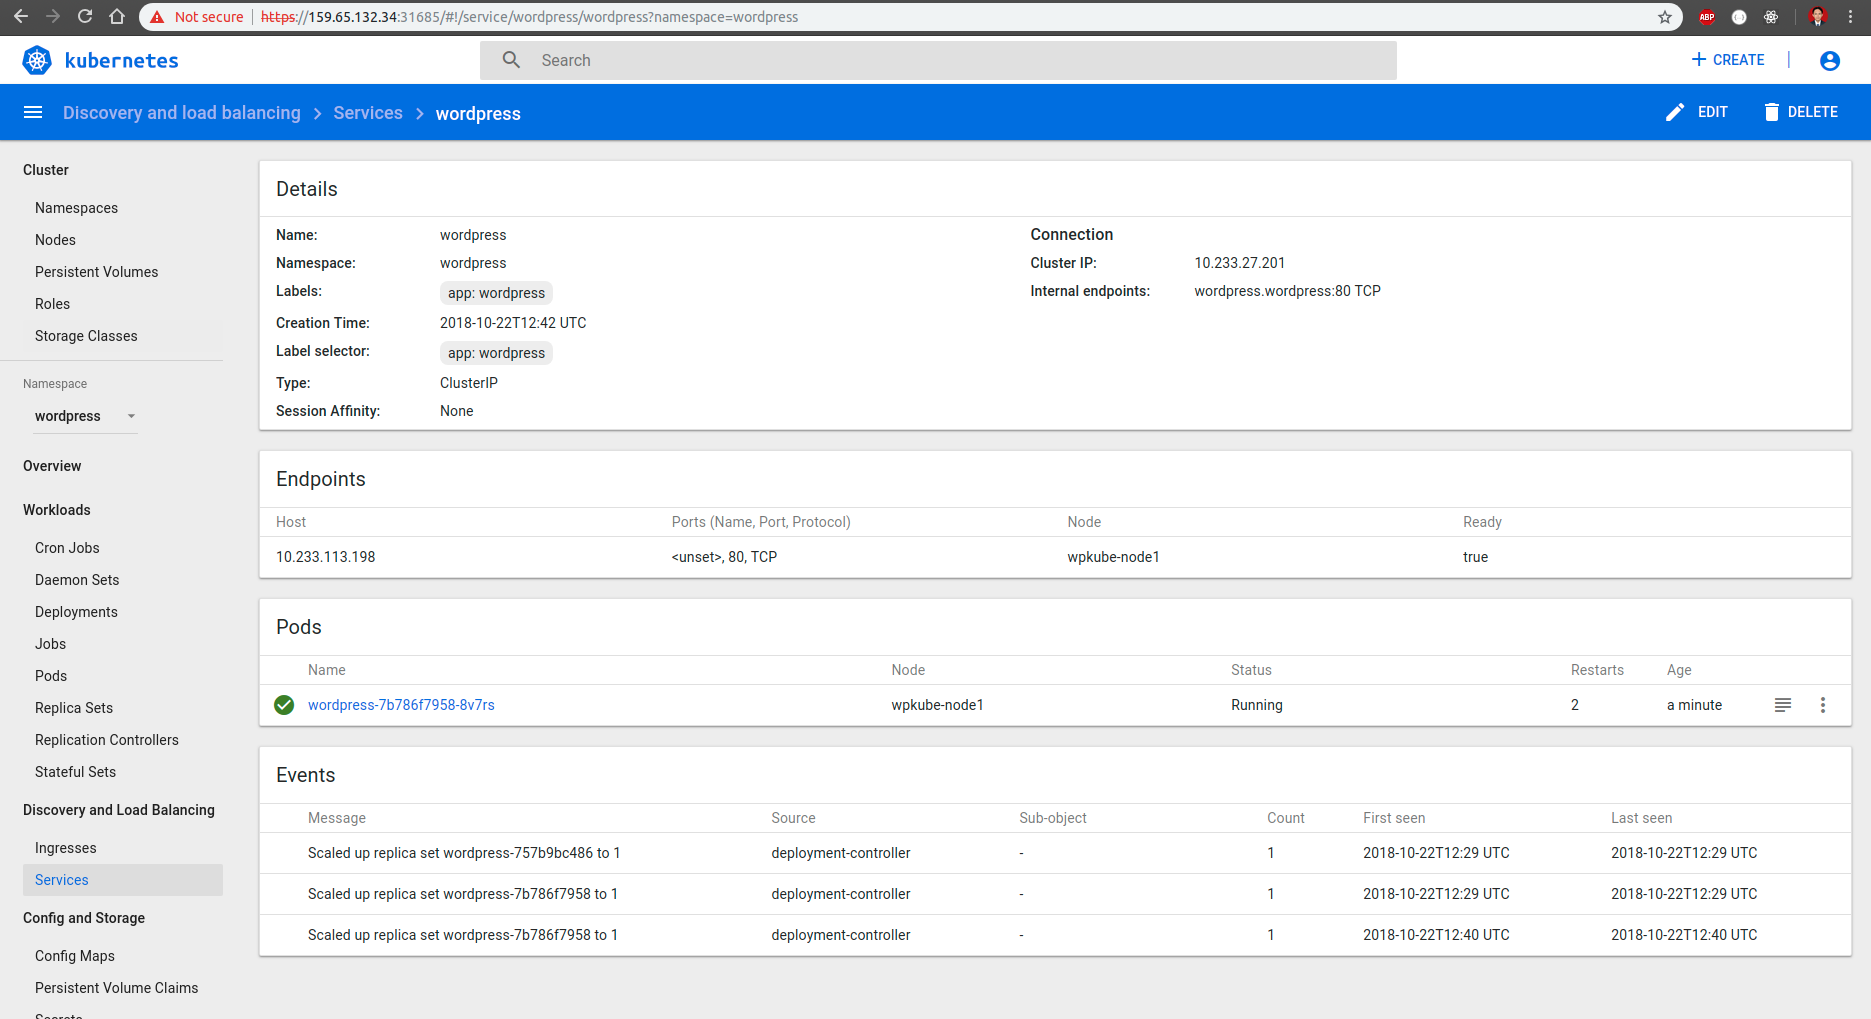 Not secure | https://159.65.132.34:31685/#!/service/wordpress/wordpress?namespace=wordpress
ABP
kubernetes
Search
+ CREATE |
Discovery and load balancing > Services > wordpress
EDIT
DELETE
Cluster
Namespaces
Nodes
Persistent Volumes
Roles
Storage Classes
Namespace
wordpress
Overview
Workloads
Cron Jobs
Daemon Sets
Deployments
Jobs
Pods
Replica Sets
Replication Controllers
Stateful Sets
Discovery and Load Balancing
Ingresses
Services
Config and Storage
Config Maps
Persistent Volume Claims
Secrets
Details
Name: wordpress
Namespace: wordpress
Labels: app: wordpress
Creation Time: 2018-10-22T12:42 UTC
Label selector: app: wordpress
Type: ClusterIP
Session Affinity: None
Connection
Cluster IP: 10.233.27.201
Internal endpoints: wordpress.wordpress:80 TCP
Endpoints
Host Ports (Name, Port, Protocol) Node Ready
10.233.113.198 <unset>, 80, TCP wpkube-node1 true
Pods
Name Node Status Restarts Age
wordpress-7b786f7958-8v7rs wpkube-node1 Running 2 a minute
Events
Message Source Sub-object Count First seen Last seen
Scaled up replica set wordpress-757b9bc486 to 1 deployment-controller - 1 2018-10-22T12:29 UTC 2018-10-22T12:29 UTC
Scaled up replica set wordpress-7b786f7958 to 1 deployment-controller - 1 2018-10-22T12:29 UTC 2018-10-22T12:29 UTC
Scaled up replica set wordpress-7b786f7958 to 1 deployment-controller - 1 2018-10-22T12:40 UTC 2018-10-22T12:40 UTC